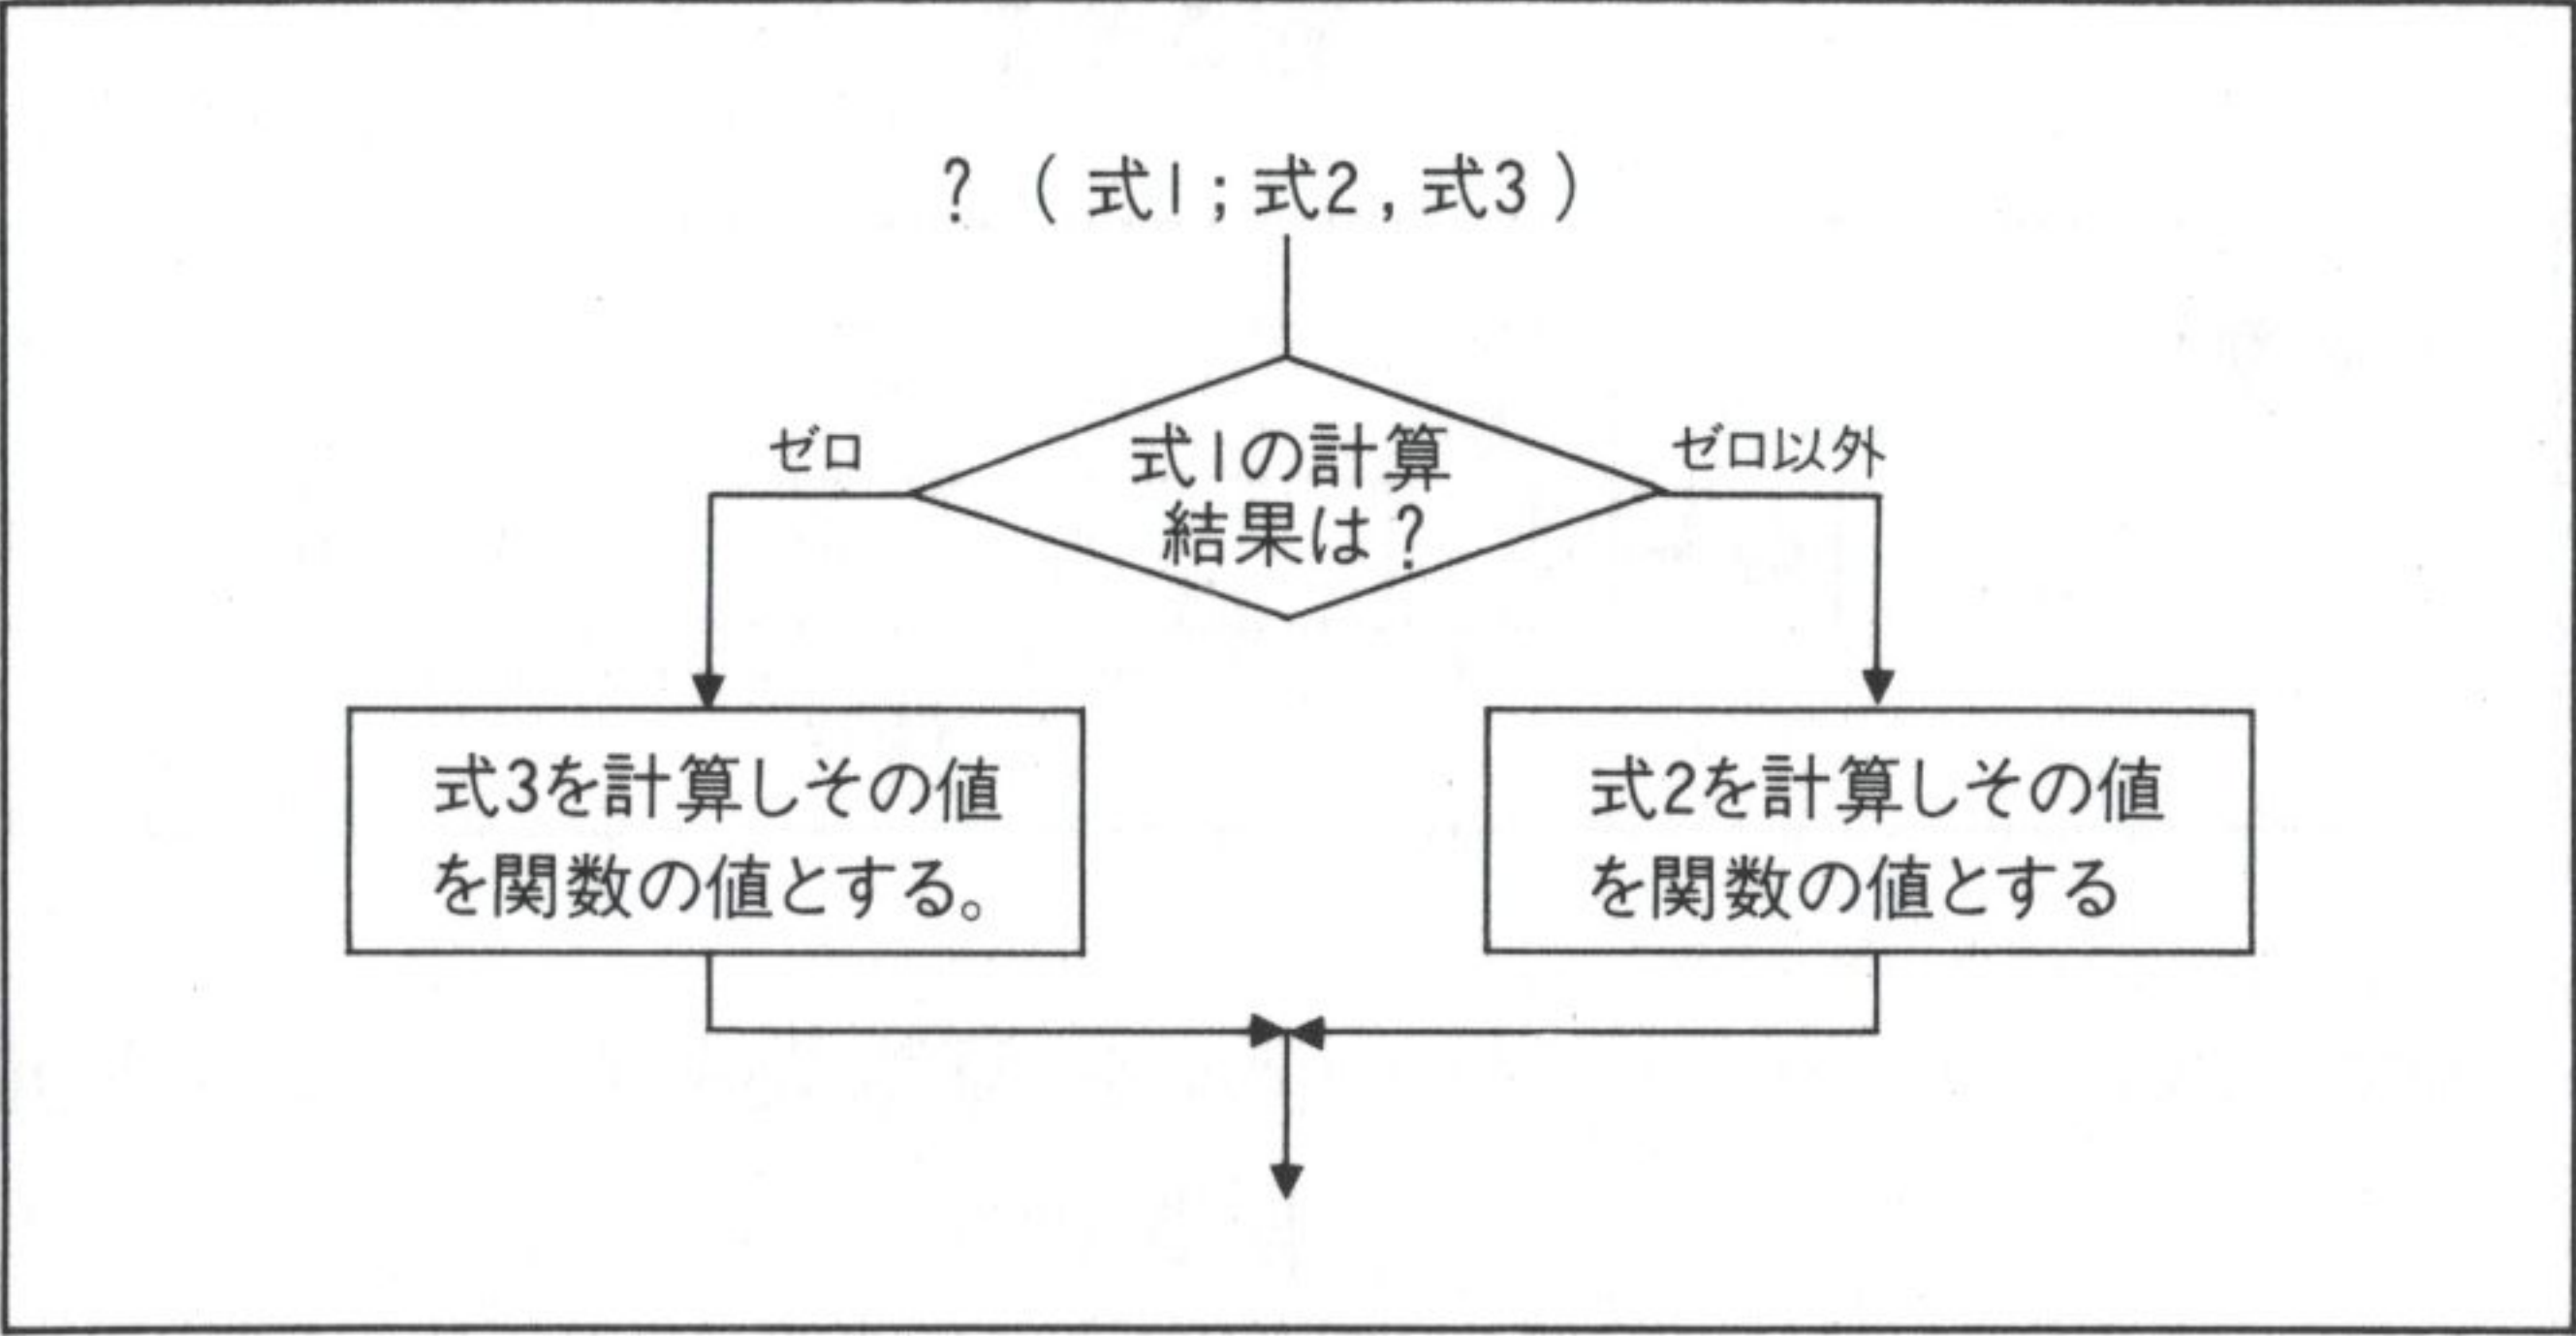 ? ( 式1 ; 式2 , 式3 )
ゼロ
式1の計算
結果は?
ゼロ以外
式3を計算しその値
を関数の値とする。
式2を計算しその値
を関数の値とする